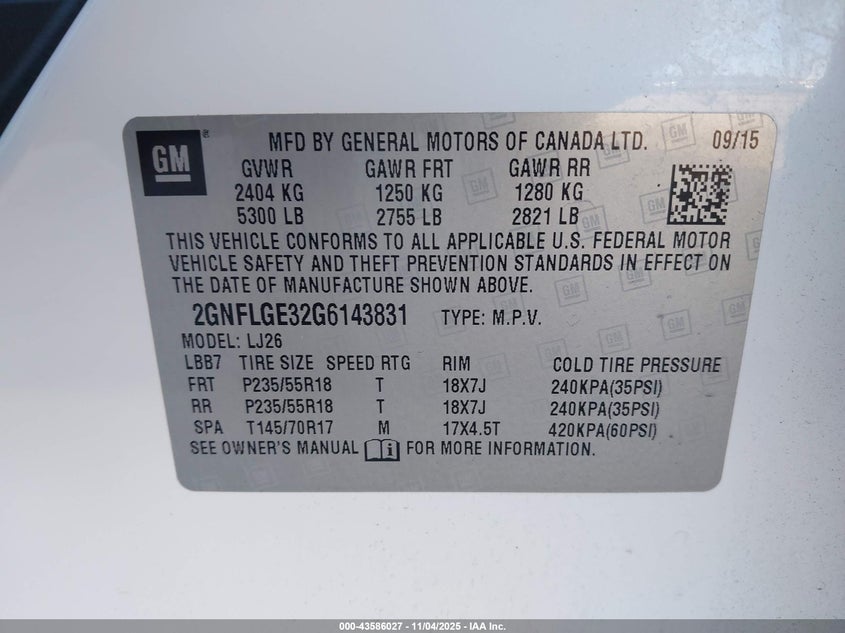 GM
MFD BY GENERAL MOTORS OF CANADA LTD. 09/15
GVWR GAWR FRT GAWR RR
2404 KG 1250 KG 1280 KG
5300 LB 2755 LB 2821 LB
THIS VEHICLE CONFORMS TO ALL APPLICABLE U.S. FEDERAL MOTOR
VEHICLE SAFETY AND THEFT PREVENTION STANDARDS IN EFFECT ON
THE DATE OF MANUFACTURE SHOWN ABOVE.
2GNFLGE32G6143831 TYPE: M.P.V.
MODEL: LJ26
LBB7 TIRE SIZE SPEED RTG RIM COLD TIRE PRESSURE
FRT P235/55R18 T 18X7J 240KPA(35PSI)
RR P235/55R18 T 18X7J 240KPA(35PSI)
SPA T145/70R17 M 17X4.5T 420KPA(60PSI)
SEE OWNER'S MANUAL FOR MORE INFORMATION.
000-43586027 - 11/04/2025 - IAA Inc.